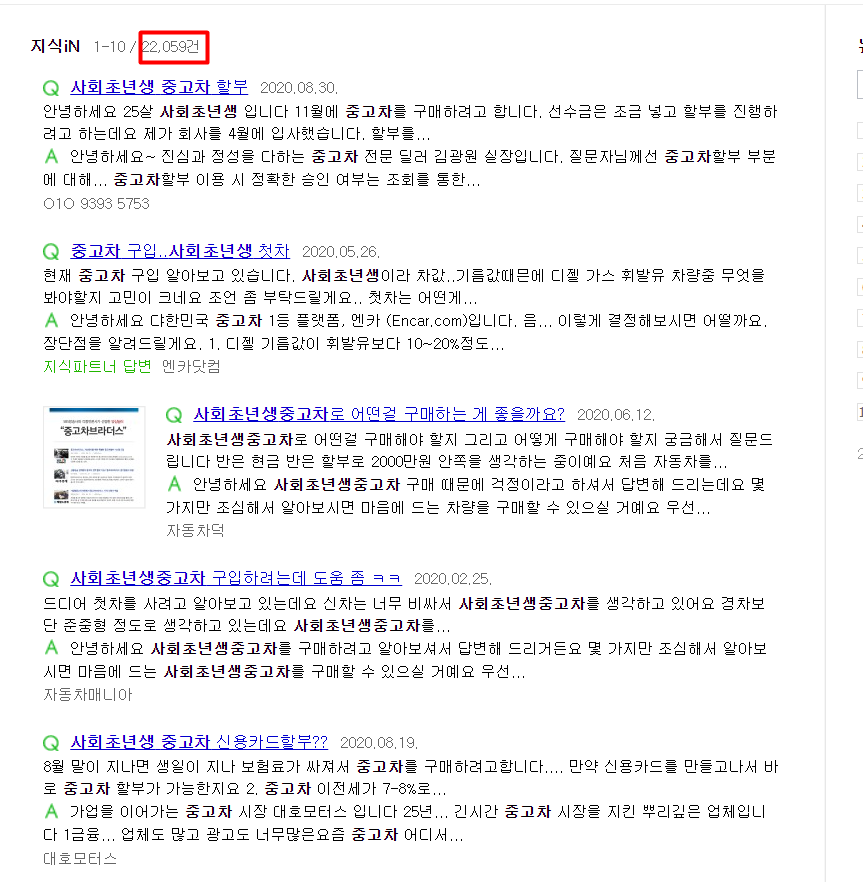 지식iN 1-10 / 22,059건
Q 사회초년생 중고차 할부 2020.08.30.
안녕하세요 25살 사회초년생 입니다 11월에 중고차를 구매하려고 합니다. 선수금은 조금 넣고 할부를 진행하
려고 하는데요 제가 회사를 4월에 입사했습니다. 할부를...
A 안녕하세요~ 진심과 정성을 다하는 중고차 전문 딜러 김광원 실장입니다. 질문자님께선 중고차할부 부분
에 대해... 중고차할부 이용 시 정확한 승인 여부는 조회를 통한...
O1O 9393 5753
Q 중고차 구입..사회초년생 첫차 2020.05.26.
현재 중고차 구입 알아보고 있습니다. 사회초년생이라 차값..기름값때문에 디젤 가스 휘발유 차량중 무엇을
봐야할지 고민이 크네요 조언 좀 부탁드릴게요.. 첫차는 어떤게...
A 안녕하세요 댜한민국 중고차 1등 플랫폼, 엔카 (Encar.com)입니다. 음... 이렇게 결정해보시면 어떨까요.
장단점을 알려드릴게요. 1. 디젤 기름값이 휘발유보다 10~20%정도...
지식파트너 답변 엔카닷컴
"중고차브라더스"
Q 사회초년생중고차로 어떤걸 구매하는 게 좋을까요? 2020.06.12.
사회초년생중고차로 어떤걸 구매해야 할지 그리고 어떻게 구매해야 할지 궁금해서 질문드
립니다 반은 현금 반은 할부로 2000만원 안쪽을 생각하는 중이예요 처음 자동차를...
A 안녕하세요 사회초년생중고차 구매 때문에 걱정이라고 하셔서 답변해 드리는데요 몇
가지만 조심해서 알아보시면 마음에 드는 차량을 구매할 수 있으실 거예요 우선...
자동차덕
Q 사회초년생중고차 구입하려는데 도움 좀 ㅋㅋ 2020.02.25.
드디어 첫차를 사려고 알아보고 있는데요 신차는 너무 비싸서 사회초년생중고차를 생각하고 있어요 경차보
단 준중형 정도로 생각하고 있는데요 사회초년생중고차를...
A 안녕하세요 사회초년생중고차를 구매하려고 알아보셔서 답변해 드리거든요 몇 가지만 조심해서 알아보
시면 마음에 드는 사회초년생중고차를 구매할 수 있으실 거예요 우선...
자동차매니아
Q 사회초년생 중고차 신용카드할부?? 2020.08.19.
8월 말이 지나면 생일이 지나 보험료가 싸져서 중고차를 구매하려고합니다.... 만약 신용카드를 만들고나서 바
로 중고차 할부가 가능한지요 2. 중고차 이전세가 7-8%로...
A 가업을 이어가는 중고차 시장 대호모터스 입니다 25년... 긴시간 중고차 시장을 지킨 뿌리깊은 업체입니
다 1금융... 업체도 많고 광고도 너무많은요즘 중고차 어디서...
대호모터스